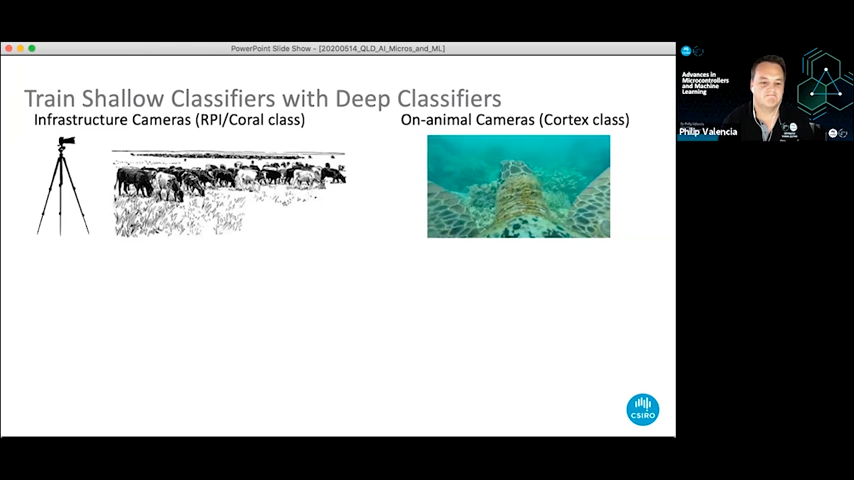 PowerPoint Slide Show - [20200514_QLD_AI_Micros_and_ML]
Train Shallow Classifiers with Deep Classifiers
Infrastructure Cameras (RPI/Coral class)
On-animal Cameras (Cortex class)
CSIRO
Advances in
Microcontrollers
and Machine
Learning
Philip Valencia